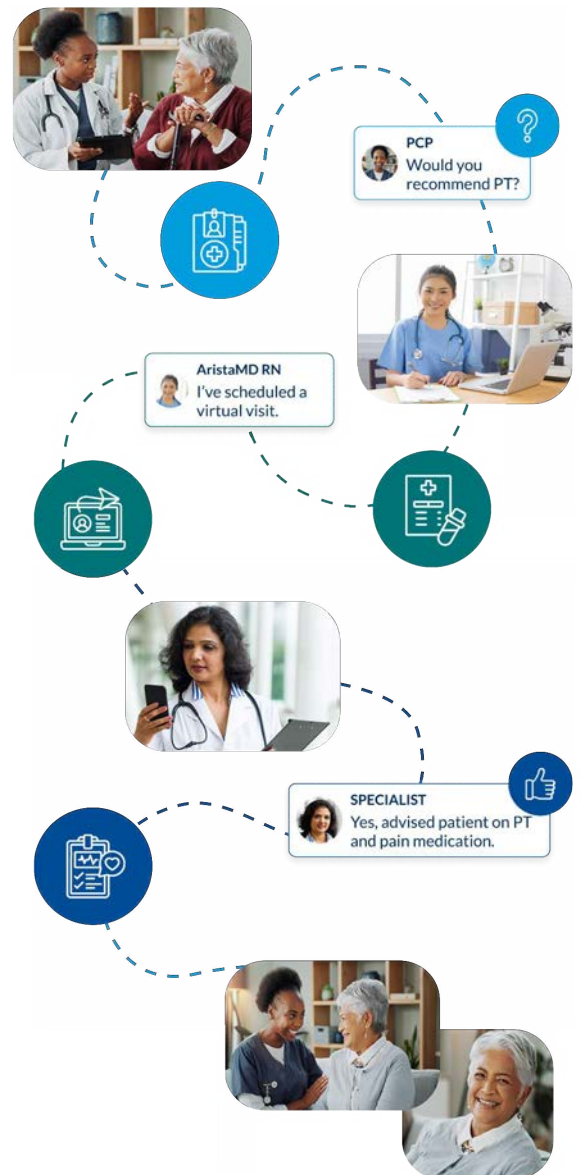 PCP
Would you
recommend PT?
AristaMD RN
I've scheduled a
virtual visit.
SPECIALIST
Yes, advised patient on PT
and pain medication.